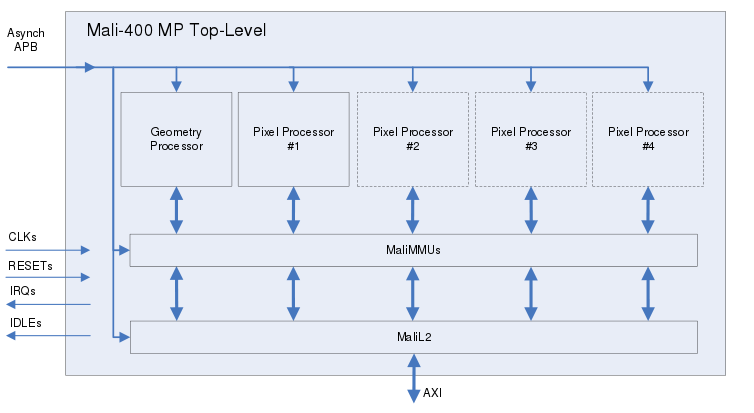 Mali-400 MP Top-Level
Asynch
APB
Geometry
Processor
Pixel Processor
#1
Pixel Processor
#2
Pixel Processor
#3
Pixel Processor
#4
CLKs
MaliMMUs
RESETs
IRQs
IDLEs
MaliL2
AXI